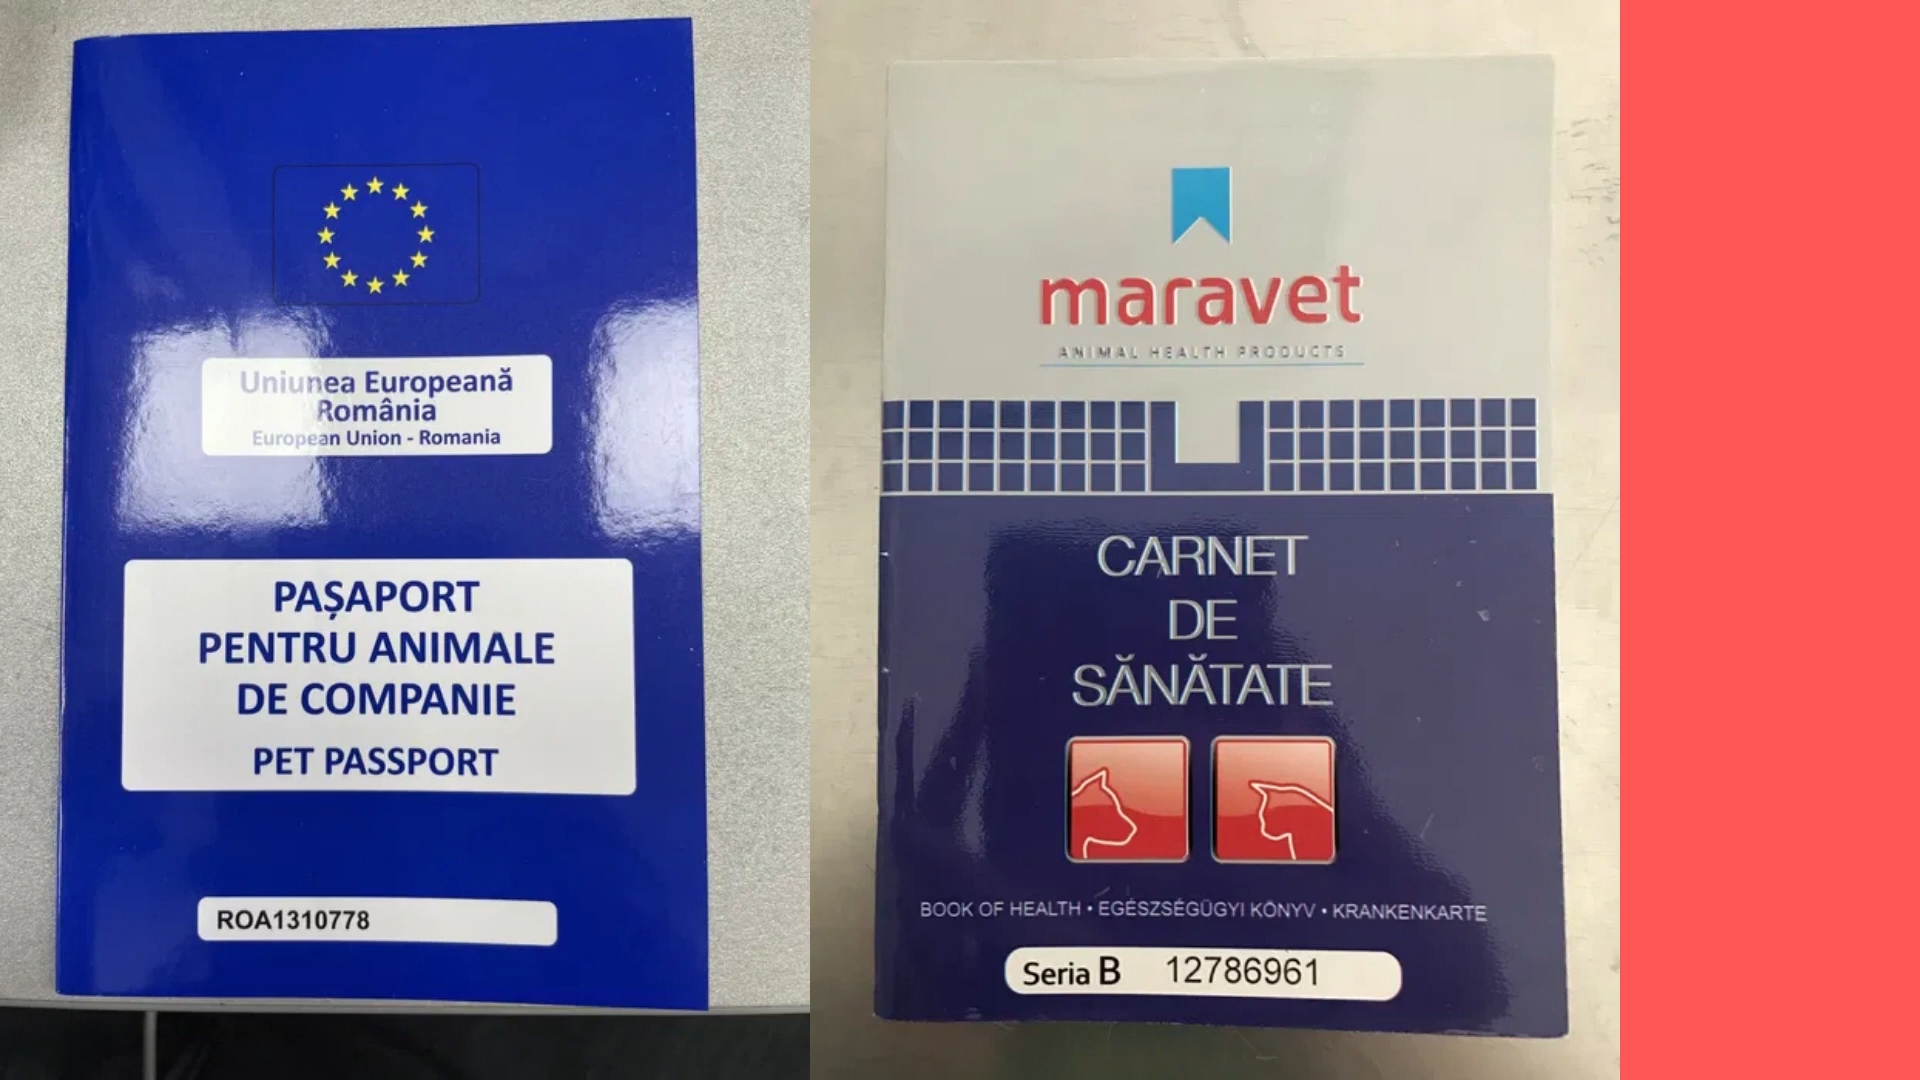 Uniunea Europeană
România
European Union - Romania
PAȘAPORT
PENTRU ANIMALE
DE COMPANIE
PET PASSPORT
ROA1310778
maravet
ANIMAL HEALTH PRODUCTS
CARNET
DE
SĂNĂTATE
BOOK OF HEALTH • EGÉSZSÉGÜGYI KÖNYV • KRANKENKARTE
Seria B 12786961